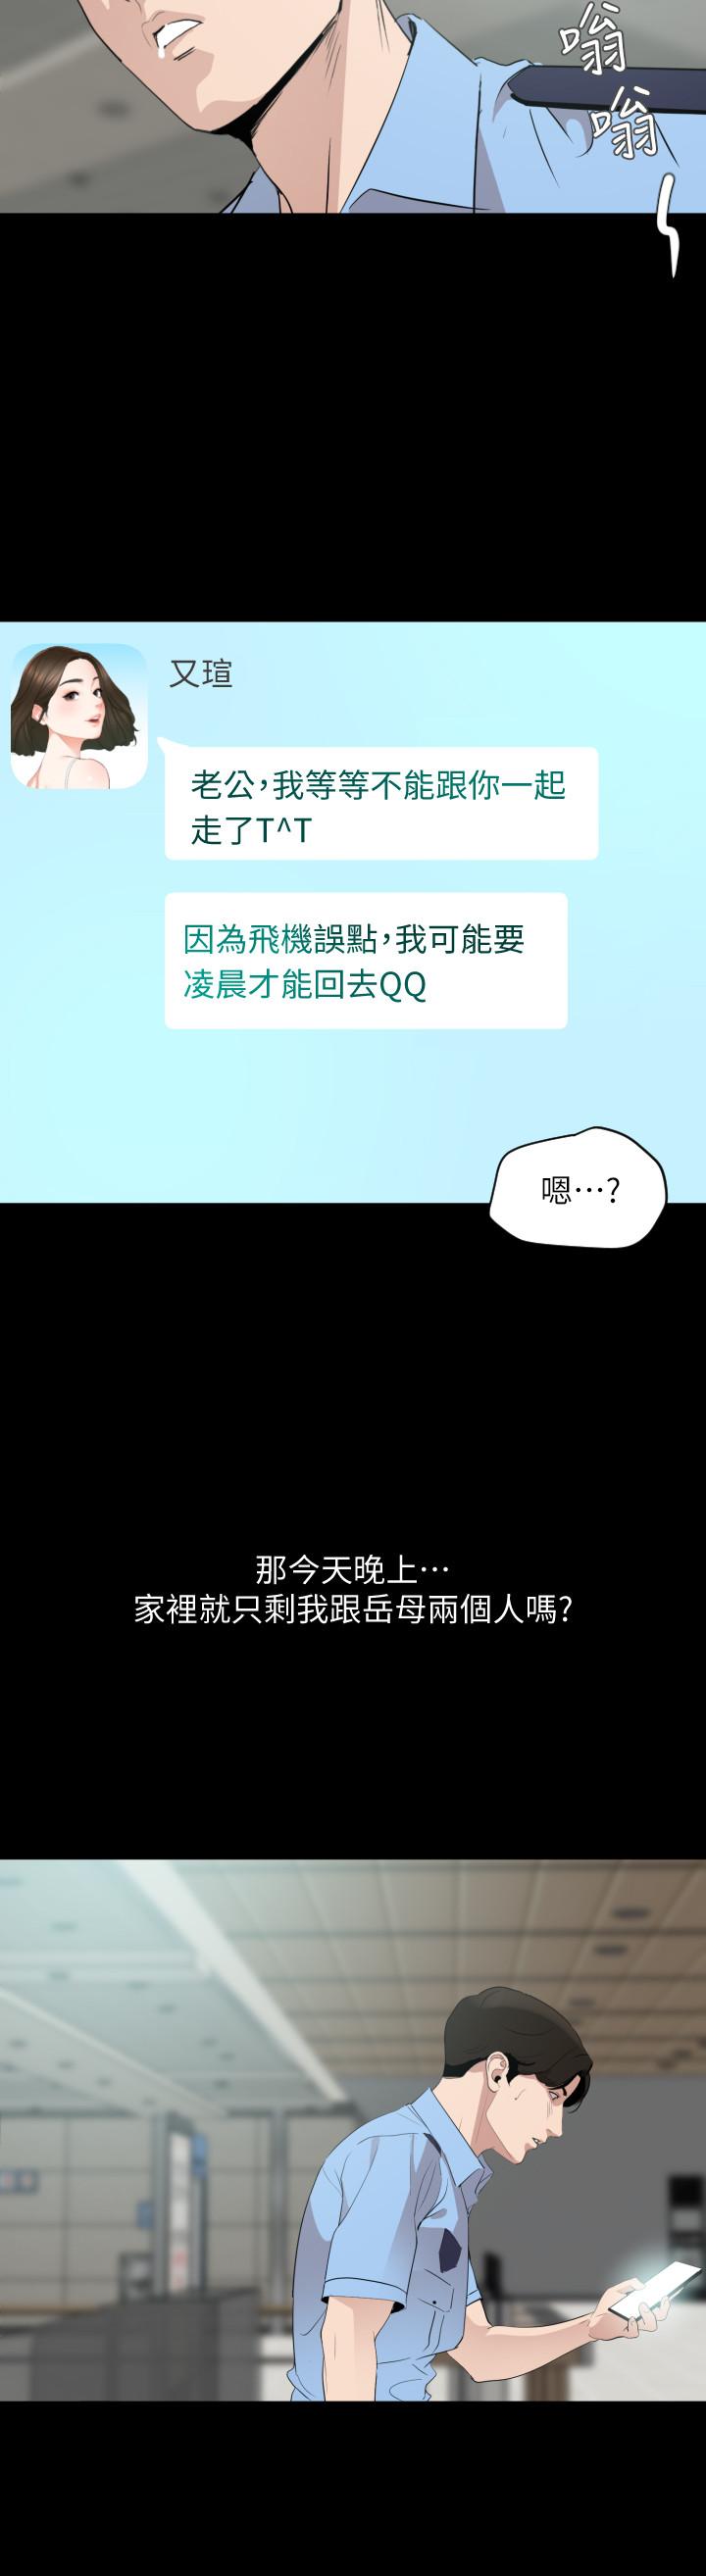 嗡
嗡
又瑄
老公,我等等不能跟你一起
走了T^T
因為飛機誤點,我可能要
凌晨才能回去QQ
嗯…?
那今天晚上…
家裡就只剩我跟岳母兩個人嗎?